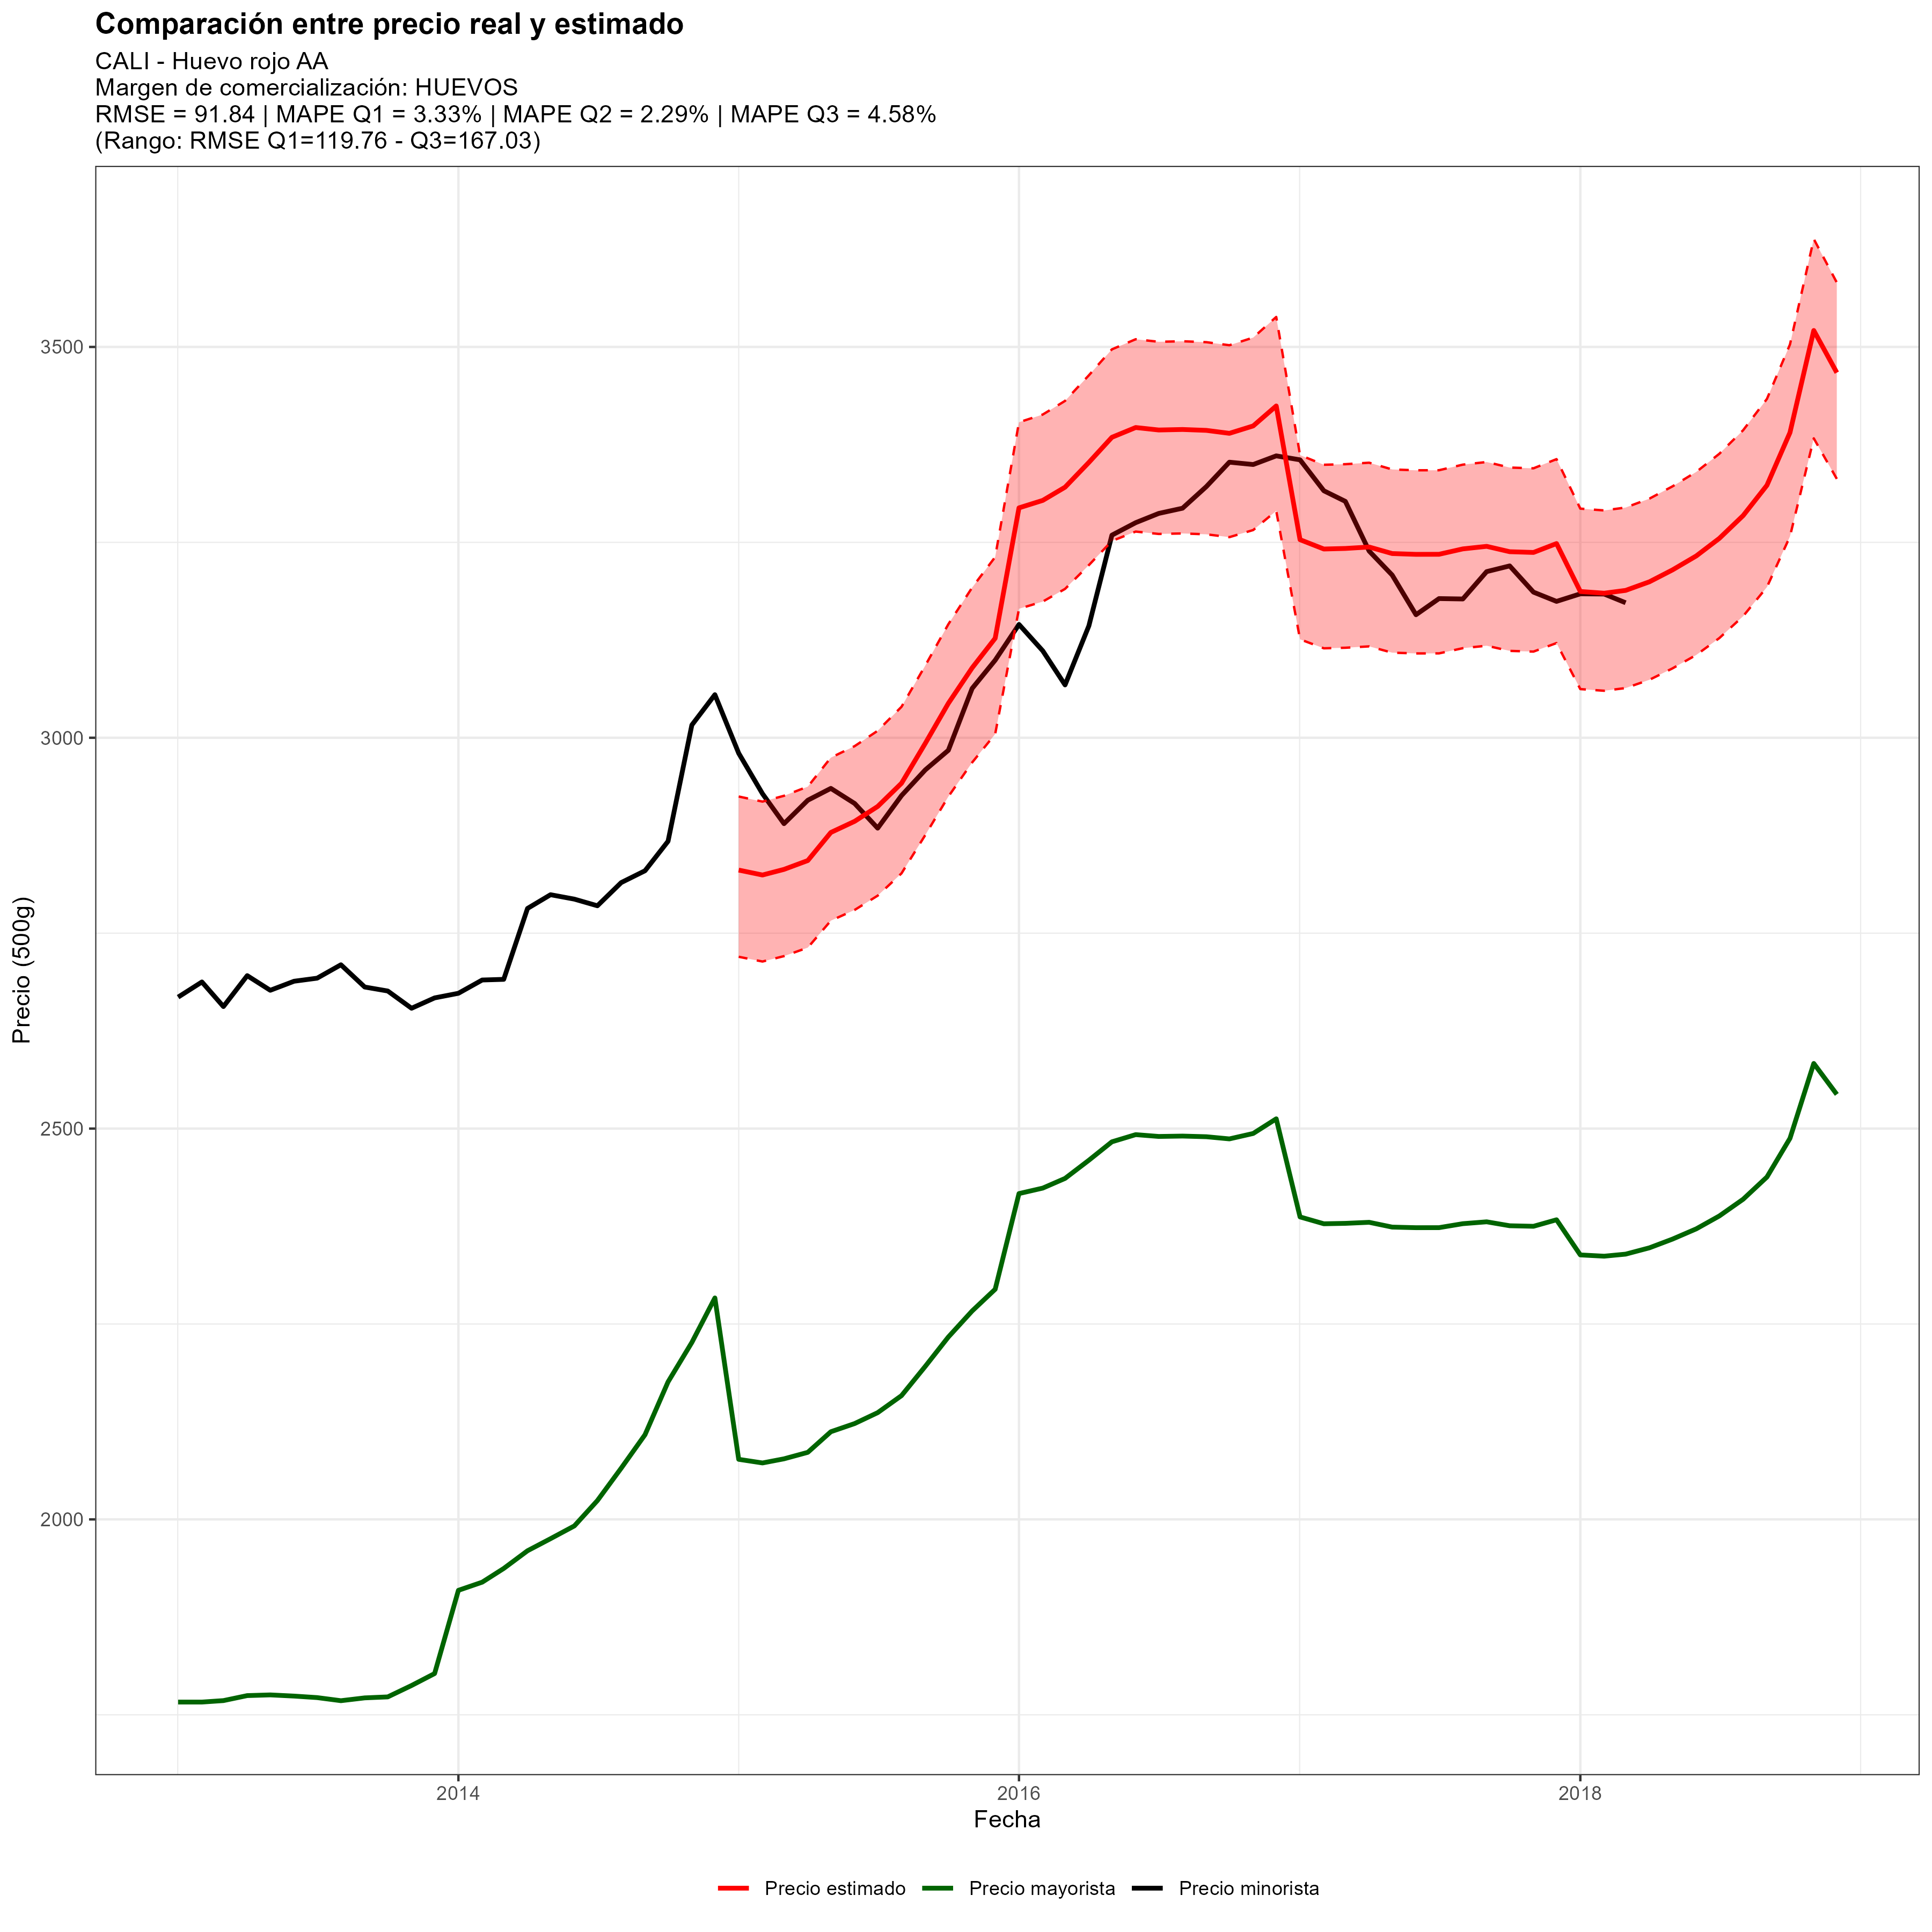 Comparación entre precio real y estimado
CALI - Huevo rojo AA
Margen de comercialización: HUEVOS
RMSE = 91.84 | MAPE Q1 = 3.33% | MAPE Q2 = 2.29% | MAPE Q3 = 4.58%
(Rango: RMSE Q1=119.76 - Q3=167.03)
Precio (500g)
3500
3000
2500
2000
2014
2016
2018
Fecha
Precio estimado
Precio mayorista
Precio minorista